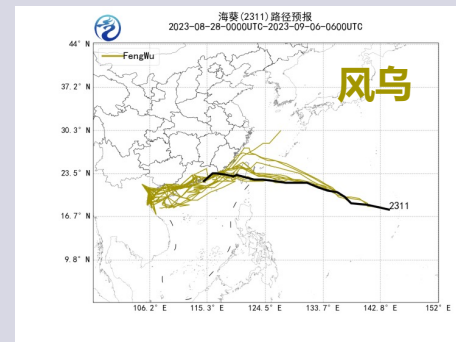 海葵(2311)路径预报
2023-08-28-0000UTC-2023-09-06-0600UTC
44° N
FengWu
风乌
37.2° N
30.3° N
23.5° N
2311
16.7° N
9.8° N
106.2° E 115.3° E 124.5° E 133.7° E 142.8° E 152° E